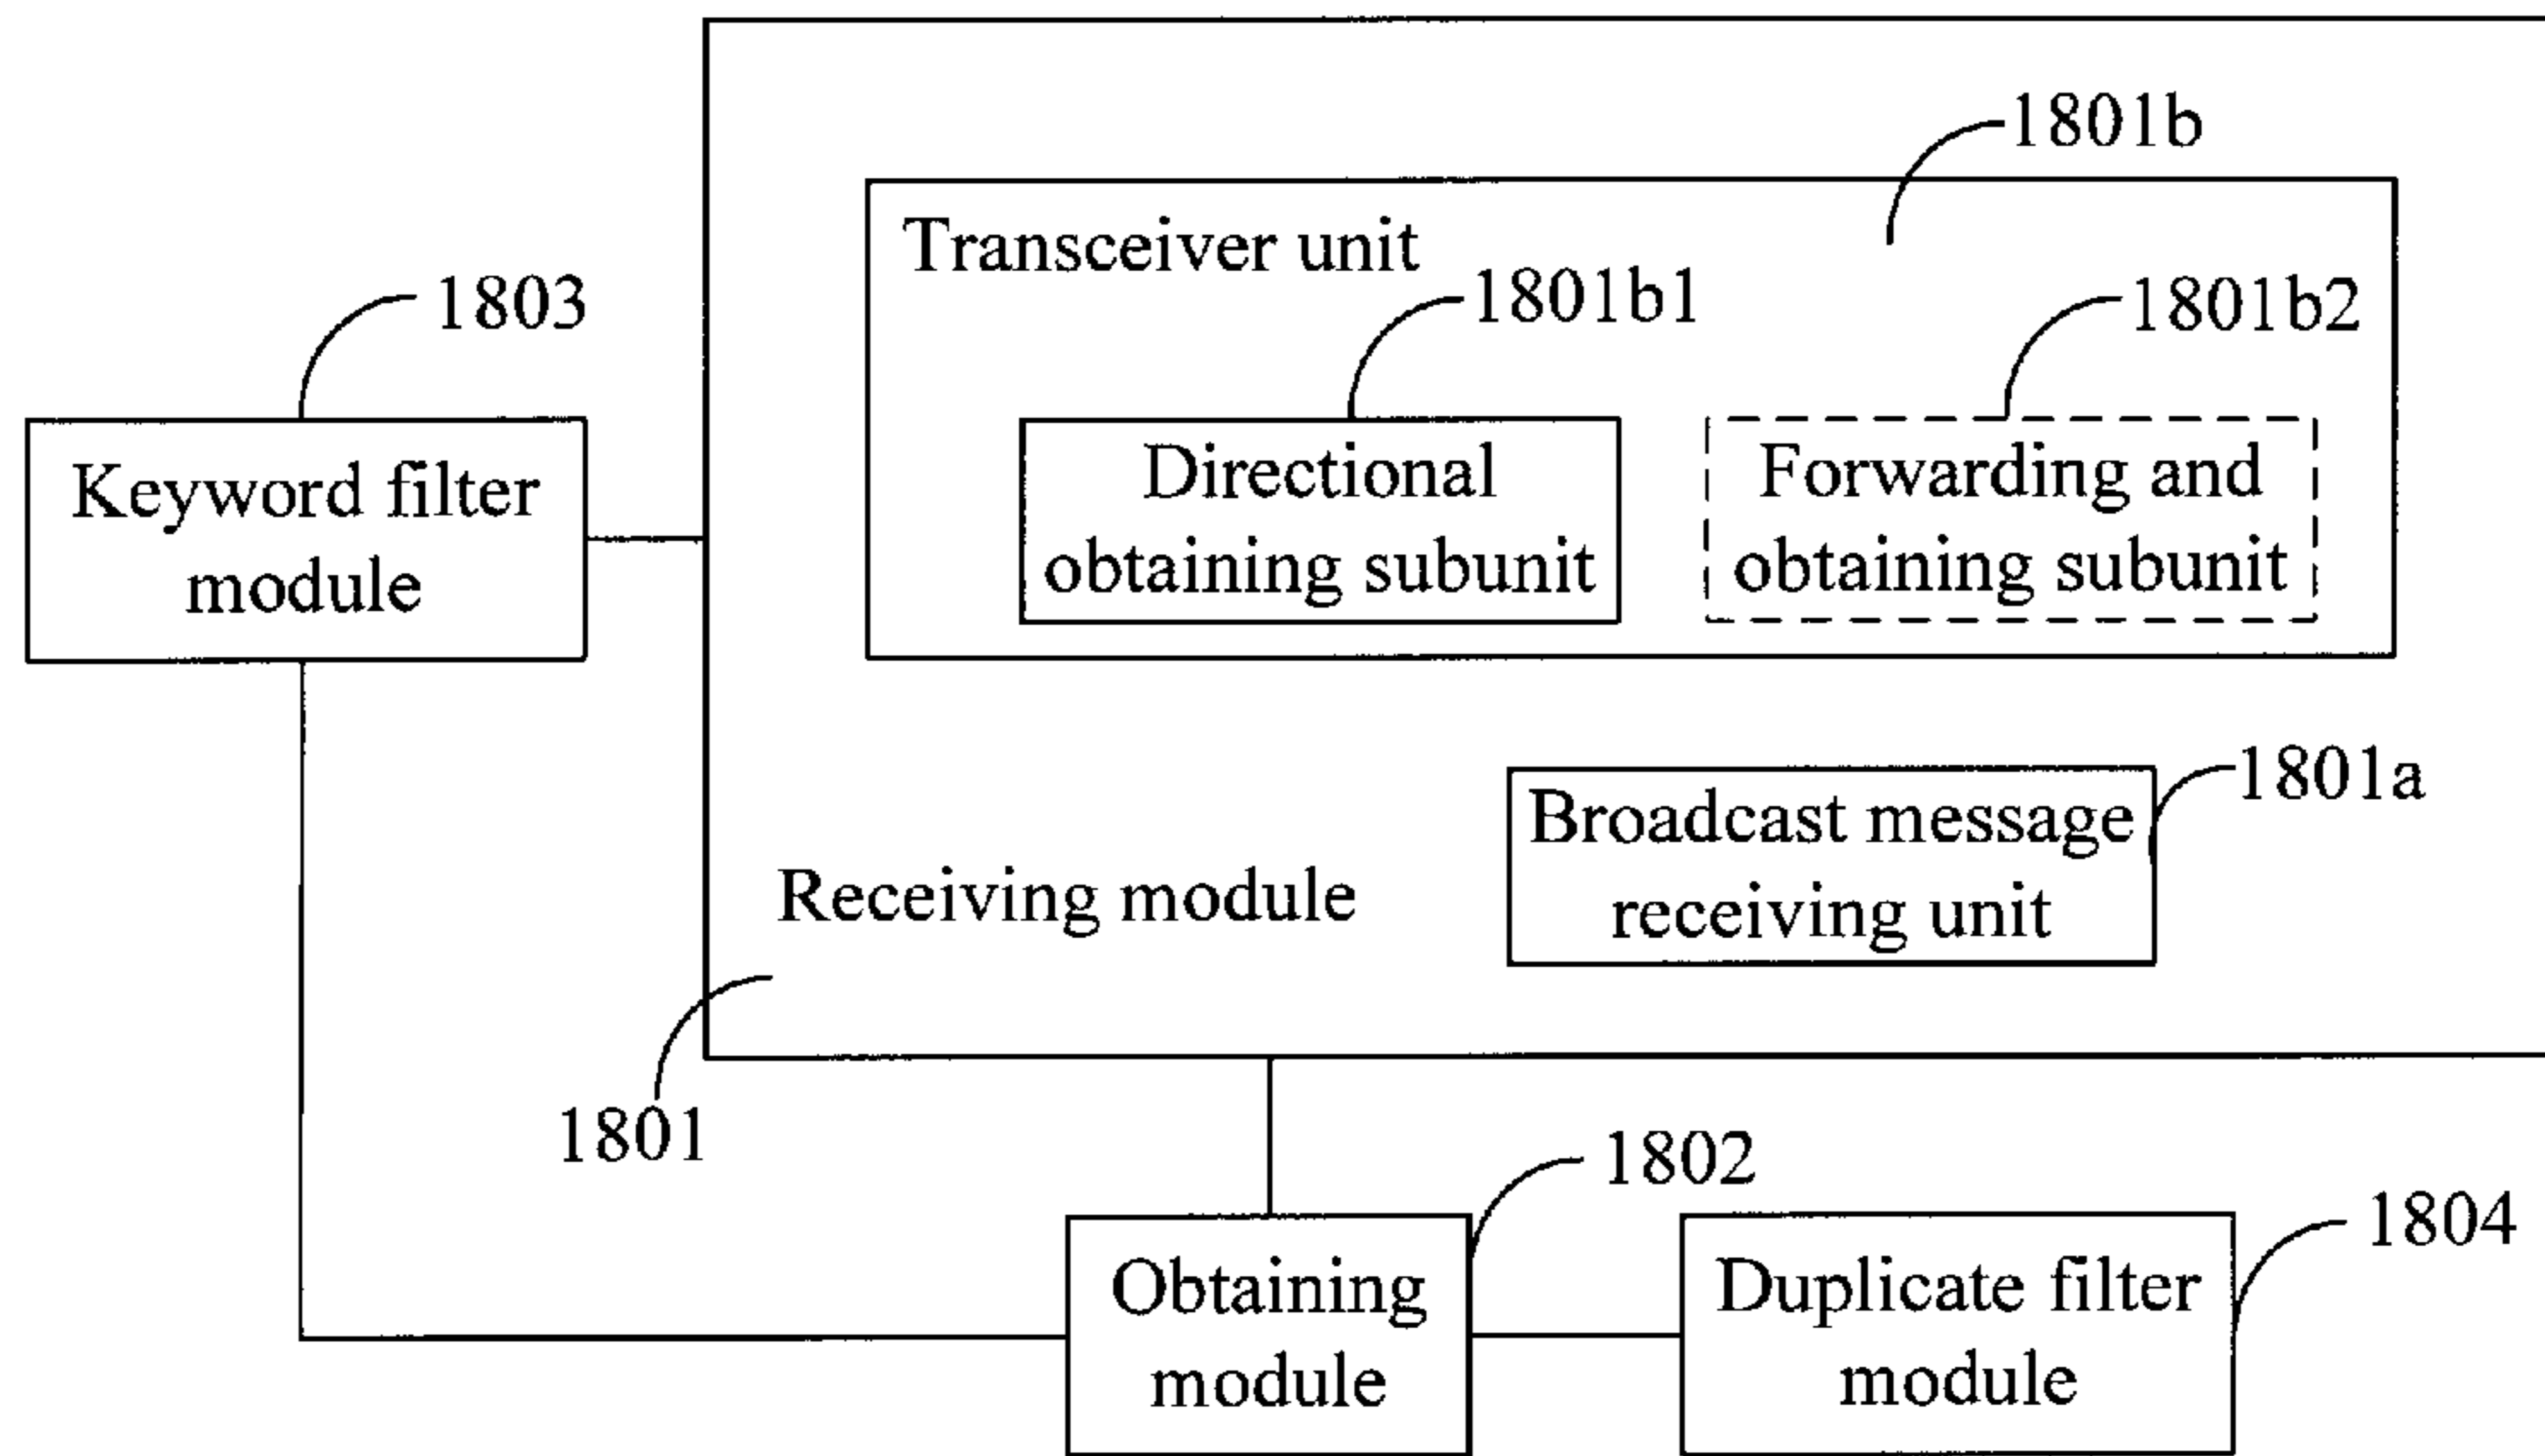 1801b
Transceiver unit
1803
1801b1
1801b2
Keyword filter
module
Directional
obtaining subunit
Forwarding and
obtaining subunit
1801a
Broadcast message
receiving unit
Receiving module
1801
1802
1804
Obtaining
module
Duplicate filter
module